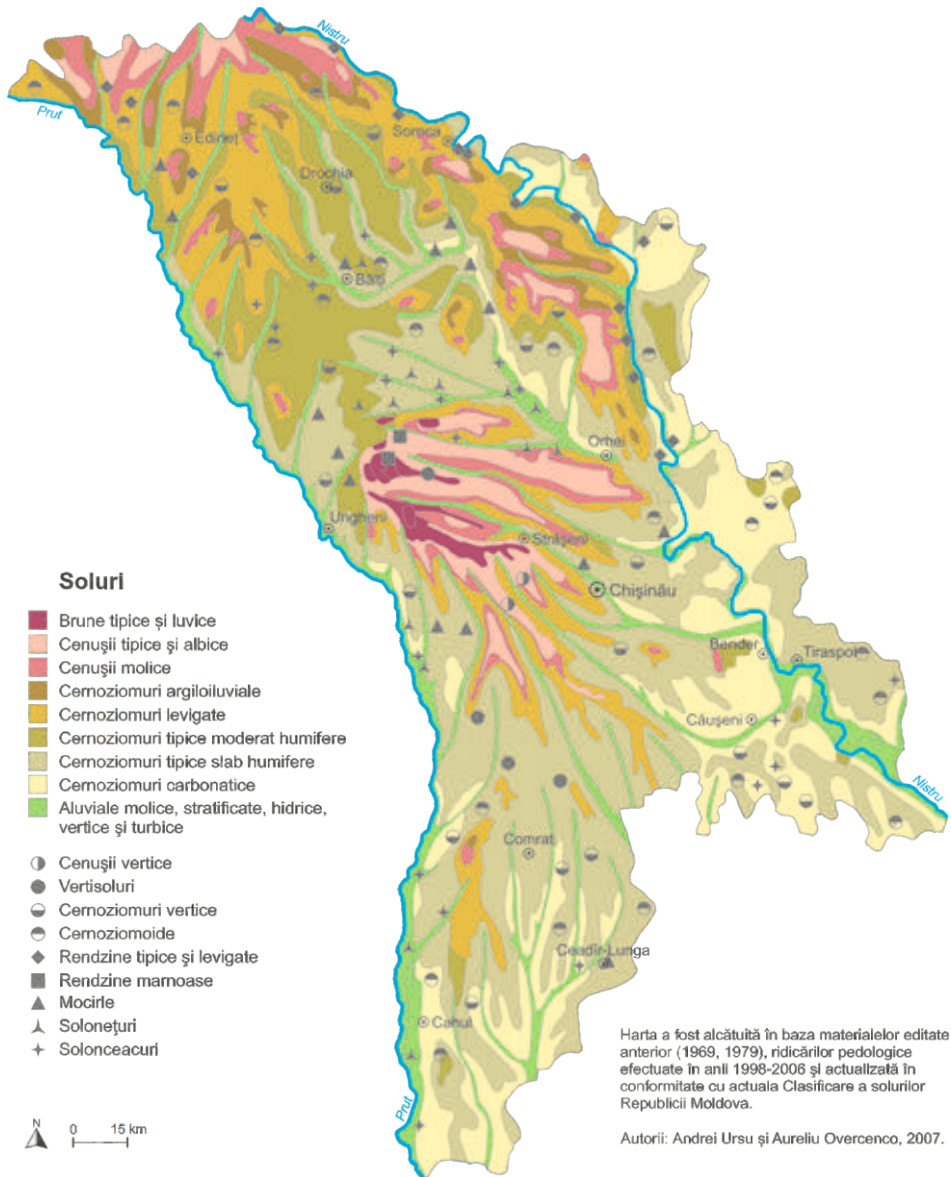 Nistru
Prut
Edineț
Soroca
Drochia
Bălți
Orhei
Ungheni
Strășeni
Chișinău
Bender
Tiraspol
Căușeni
Nistru
Comrat
Ceadîr-Lunga
Cahul
Prut
Soluri
Brune tipice și luvice
Cenușii tipice și albice
Cenușii molice
Cernoziomuri argiloiluviale
Cernoziomuri levigate
Cernoziomuri tipice moderat humifere
Cernoziomuri tipice slab humifere
Cernoziomuri carbonatice
Aluviale molice, stratificate, hidrice,
vertice și turbice
Cenușii vertice
Vertisoluri
Cernoziomuri vertice
Cernoziomoide
Rendzine tipice și levigate
Rendzine marnoase
Mocirle
Solonețuri
Solonceacuri
N
0 15 km
Harta a fost alcătuită în baza materialelor editate
anterior (1969, 1979), ridicărilor pedologice
efectuate în anii 1998-2006 și actualizată în
conformitate cu actuala Clasificare a solurilor
Republicii Moldova.
Autorii: Andrei Ursu și Aureliu Overcenco, 2007.